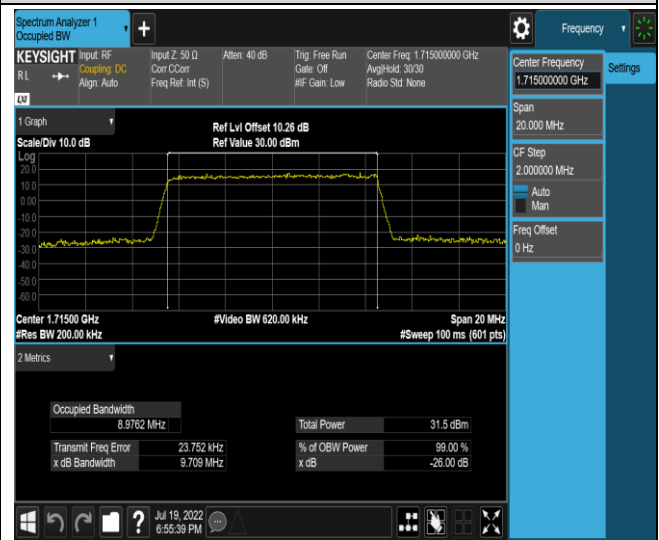 Spectrum Analyzer 1
Occupied BW
Frequency
KEYSIGHT
RL
Input: RF
Coupling: DC
Align: Auto
Input Z: 50 Ω
Corr CCorr
Freq Ref: Int (S)
Atten: 40 dB
Trig: Free Run
Gate: Off
#IF Gain: Low
Center Freq: 1.715000000 GHz
Avg|Hold: 30/30
Radio Std: None
Center Frequency
1.715000000 GHz
Settings
Span
20.000 MHz
CF Step
2.000000 MHz
Auto
Man
Freq Offset
0 Hz
1 Graph
Scale/Div 10.0 dB
Ref Lvl Offset 10.26 dB
Ref Value 30.00 dBm
Log
20.0
10.0
0.00
-10.0
-20.0
-30.0
-40.0
-50.0
-60.0
Center 1.71500 GHz
#Res BW 200.00 kHz
#Video BW 620.00 kHz
Span 20 MHz
#Sweep 100 ms (601 pts)
2 Metrics
Occupied Bandwidth
8.9762 MHz
Total Power 31.5 dBm
Transmit Freq Error 23.752 kHz
% of OBW Power 99.00 %
x dB Bandwidth 9.709 MHz
x dB -26.00 dB
?
Jul 19, 2022
6:55:39 PM